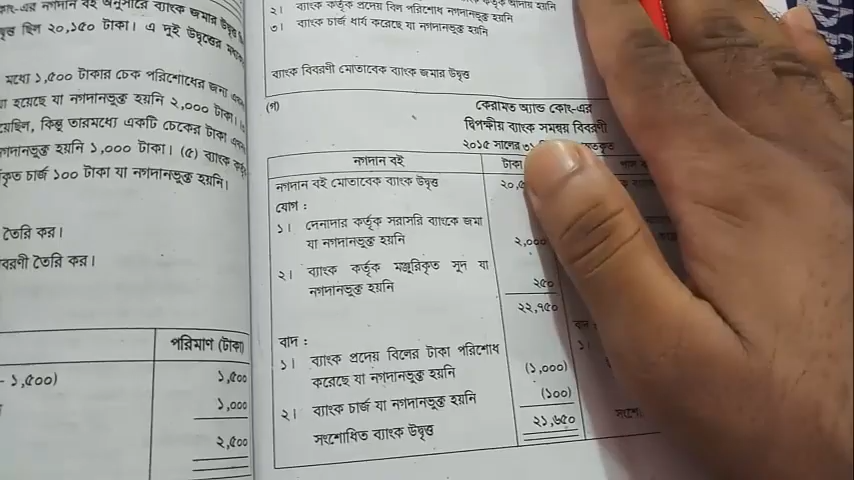 মধ্যে ১,৫০০ টাকার চেক পরিশোধের জন্য
হয়েছে যা নগদানভুক্ত হয়নি ২,০০০ টাকা।
কিন্তু তারমধ্যে একটি চেকের টাকা
নগদানভুক্ত হয়নি ১,০০০ টাকা। (৫) ব্যাংক
চার্জ ১০০ টাকা যা নগদানভুক্ত হয়নি।
তৈরি কর।
তৈরি কর।
পরিমাণ (টাকা)
- ১,৫০০) ১,৫০০
১,০০০
২,৫০০
২। ব্যাংক কর্তৃক প্রদেয় বিল পরিশোধ নগদানভুক্ত হয়নি
৩। ব্যাংক চার্জ ধার্য করেছে যা নগদানভুক্ত হয়নি
ব্যাংক বিবরণী মোতাবেক ব্যাংক জমার উদ্বৃত্ত
(গ)
কেরামত অ্যান্ড কোং-এর
দ্বিপক্ষীয় ব্যাংক সমন্বয় বিবরণী
২০১৫ সালের
নগদান বই টাকা
নগদান বই মোতাবেক ব্যাংক উদ্বৃত্ত
যোগ :
১। দেনাদার কর্তৃক সরাসরি ব্যাংকে জমা
যা নগদানভুক্ত হয়নি ২,০০০
২। ব্যাংক কর্তৃক মঞ্জুরিকৃত সুদ যা
নগদানভুক্ত হয়নি ২৫০
২২,৭৫০
বাদ :
১। ব্যাংক প্রদেয় বিলের টাকা পরিশোধ
করেছে যা নগদানভুক্ত হয়নি (১,০০০)
২। ব্যাংক চার্জ যা নগদানভুক্ত হয়নি (১০০)
সংশোধিত ব্যাংক উদ্বৃত্ত ২১,৬৫০